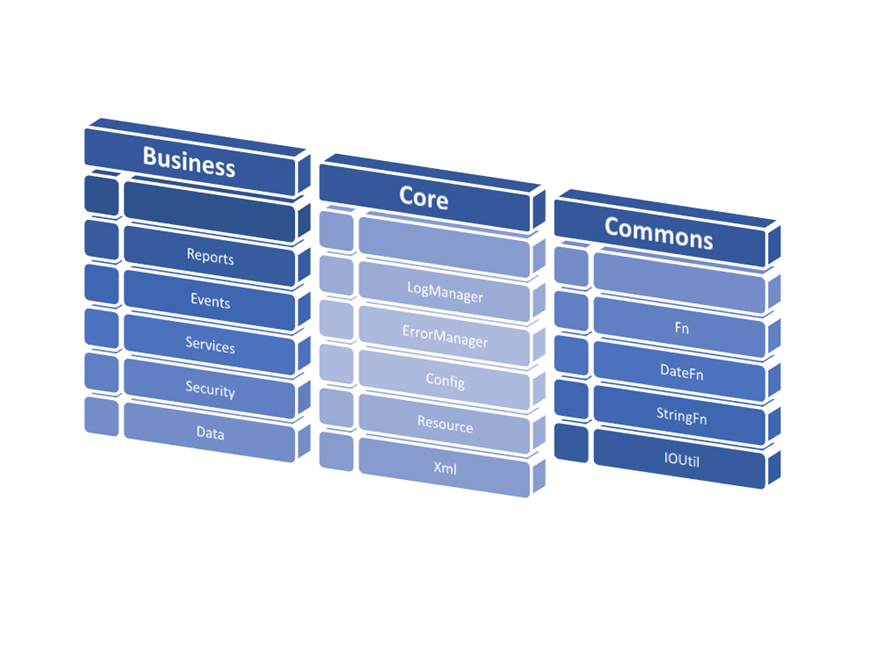 Business
Reports
Events
Services
Security
Data
Core
LogManager
ErrorManager
Config
Resource
Xml
Commons
Fn
DateFn
StringFn
IOUtil